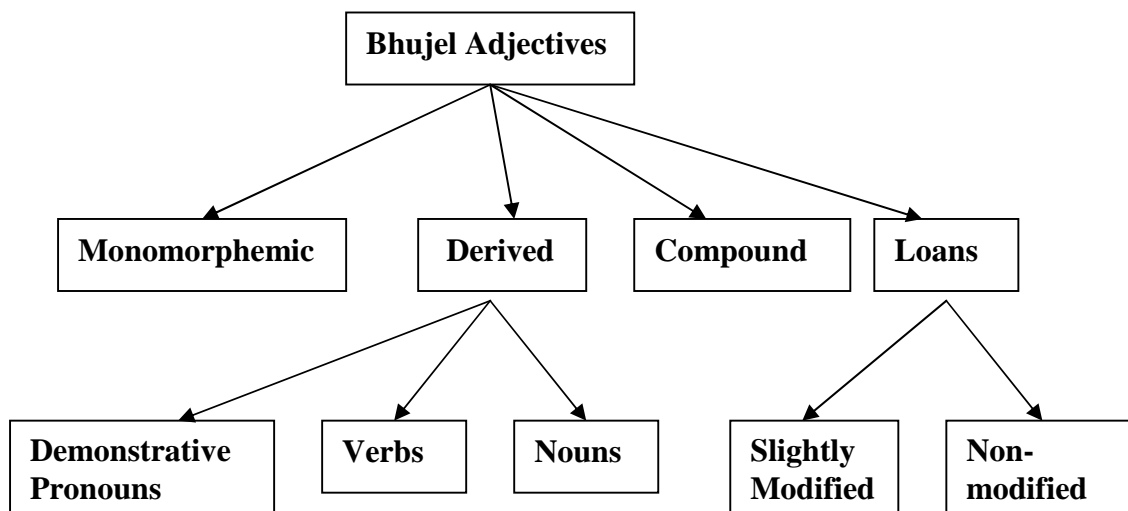 Bhujel Adjectives
Monomorphemic
Derived
Compound
Loans
Demonstrative
Pronouns
Verbs
Nouns
Slightly
Modified
Non-
modified